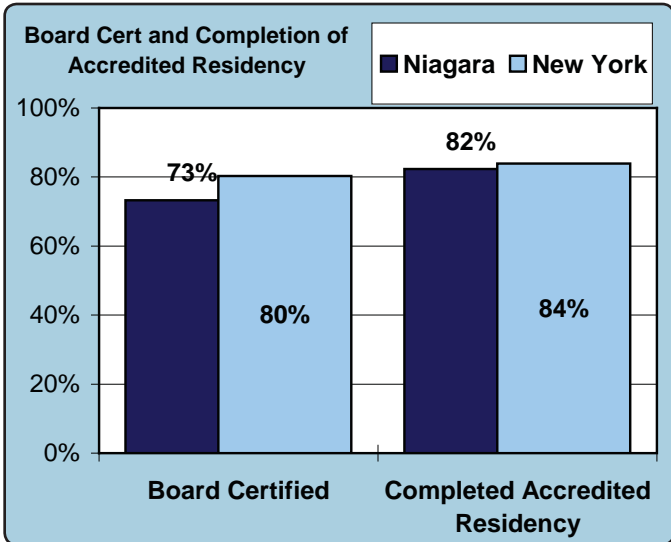 Board Cert and Completion of
Accredited Residency
Niagara New York
100%
80%
60%
40%
20%
0%
73%
80%
82%
84%
Board Certified
Completed Accredited
Residency